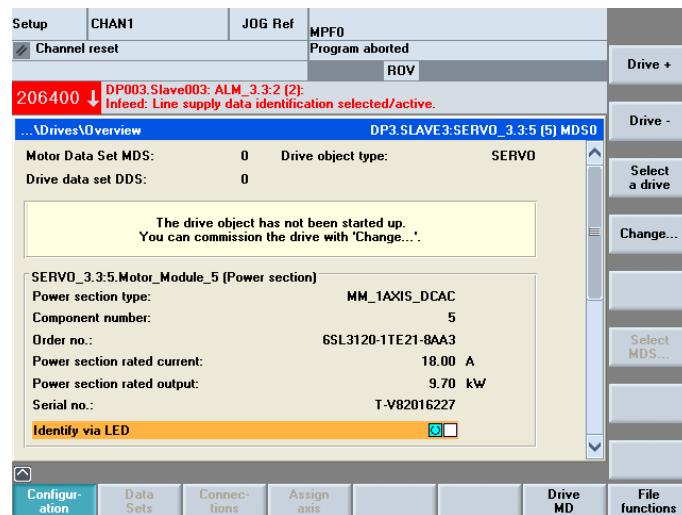 Setup CHAN1 JOG Ref MPF0
Channel reset Program aborted
ROV
206400 DP003.Slave003: ALM_3.3:2 (2):
Infeed: Line supply data identification selected/active.
...\Drives\Overview DP3.SLAVE3:SERVO_3.3:5 (5) MDS0
Motor Data Set MDS: 0 Drive object type: SERVO
Drive data set DDS: 0
The drive object has not been started up.
You can commission the drive with 'Change...'.
SERVO_3.3:5.Motor_Module_5 (Power section)
Power section type: MM_1AXIS_DCAC
Component number: 5
Order no.: 6SL3120-1TE21-8AA3
Power section rated current: 18.00 A
Power section rated output: 9.70 kW
Serial no.: T-V82016227
Identify via LED
Drive +
Drive -
Select
a drive
Change...
Select
MDS...
Configur-
ation
Data
Sets
Connec-
tions
Assign
axis
Drive
MD
File
functions